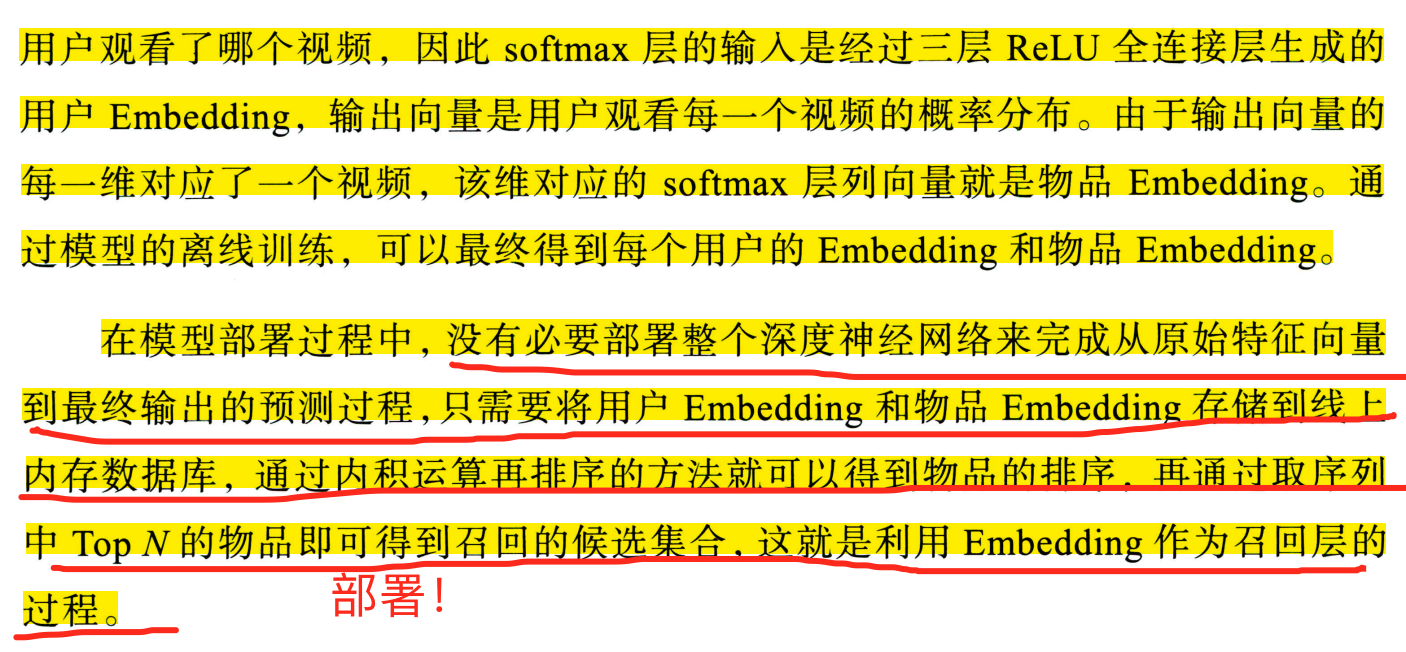 用户观看了哪个视频，因此 softmax 层的输入是经过三层 ReLU 全连接层生成的
用户 Embedding，输出向量是用户观看每一个视频的概率分布。由于输出向量的
每一维对应了一个视频，该维对应的 softmax 层列向量就是物品 Embedding。通
过模型的离线训练，可以最终得到每个用户的 Embedding 和物品 Embedding。
在模型部署过程中，没有必要部署整个深度神经网络来完成从原始特征向量
到最终输出的预测过程，只需要将用户 Embedding 和物品 Embedding 存储到线上
内存数据库，通过内积运算再排序的方法就可以得到物品的排序，再通过取序列
中 Top N 的物品即可得到召回的候选集合，这就是利用 Embedding 作为召回层的
过程。
部署！